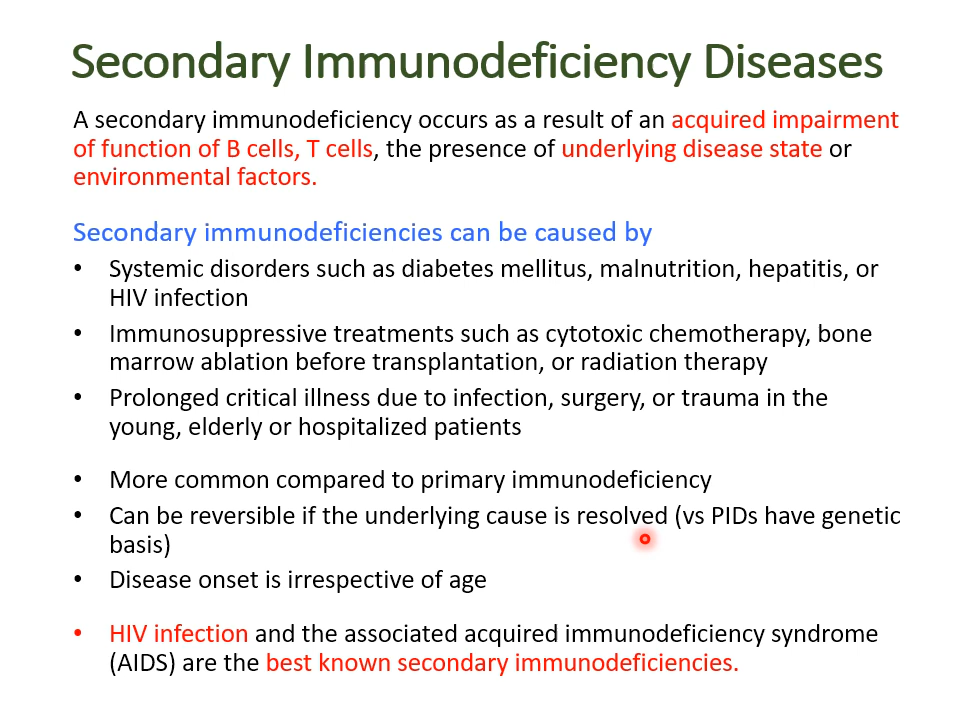 Secondary Immunodeficiency Diseases
A secondary immunodeficiency occurs as a result of an acquired impairment
of function of B cells, T cells, the presence of underlying disease state or
environmental factors.
Secondary immunodeficiencies can be caused by
• Systemic disorders such as diabetes mellitus, malnutrition, hepatitis, or
HIV infection
• Immunosuppressive treatments such as cytotoxic chemotherapy, bone
marrow ablation before transplantation, or radiation therapy
• Prolonged critical illness due to infection, surgery, or trauma in the
young, elderly or hospitalized patients
• More common compared to primary immunodeficiency
• Can be reversible if the underlying cause is resolved (vs PIDs have genetic
basis)
• Disease onset is irrespective of age
• HIV infection and the associated acquired immunodeficiency syndrome
(AIDS) are the best known secondary immunodeficiencies.